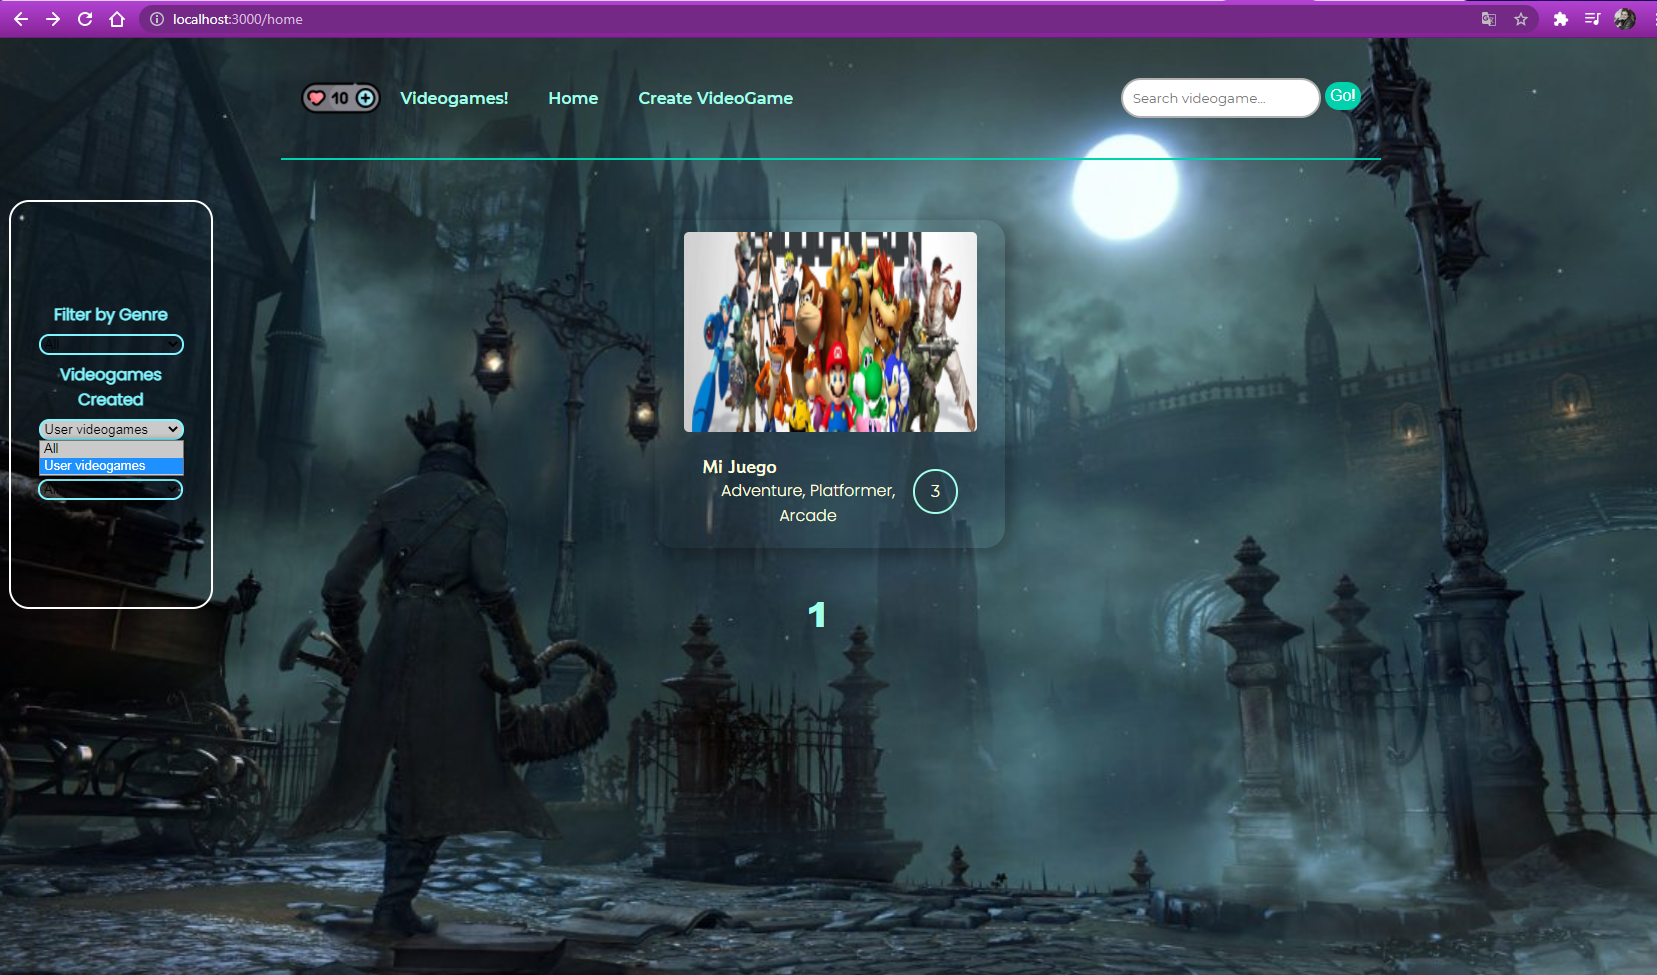 localhost:3000/home
10
Videogames!
Home
Create VideoGame
Search videogame...
Go!
Filter by Genre
All
Videogames
Created
User videogames
All
User videogames
Mi Juego
Adventure, Platformer,
Arcade
3
1